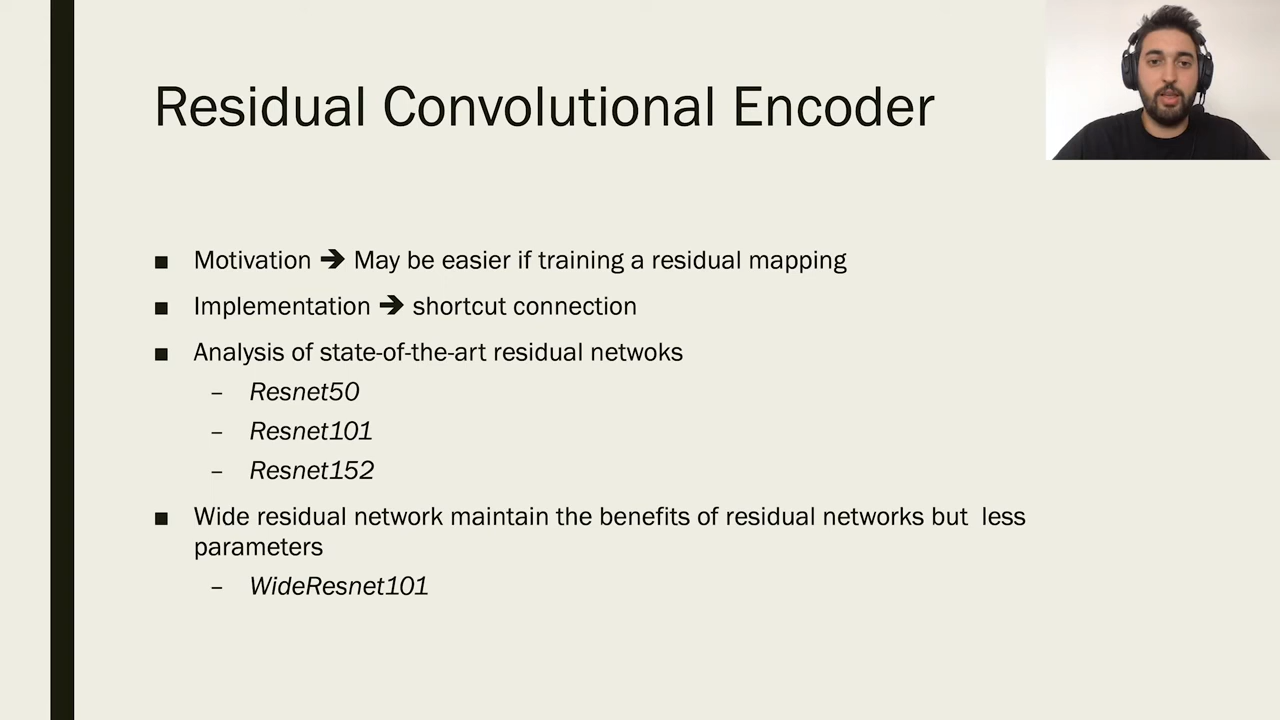 Residual Convolutional Encoder
■ Motivation ➔ May be easier if training a residual mapping
■ Implementation ➔ shortcut connection
■ Analysis of state-of-the-art residual netwoks
– Resnet50
– Resnet101
– Resnet152
■ Wide residual network maintain the benefits of residual networks but less
parameters
– WideResnet101